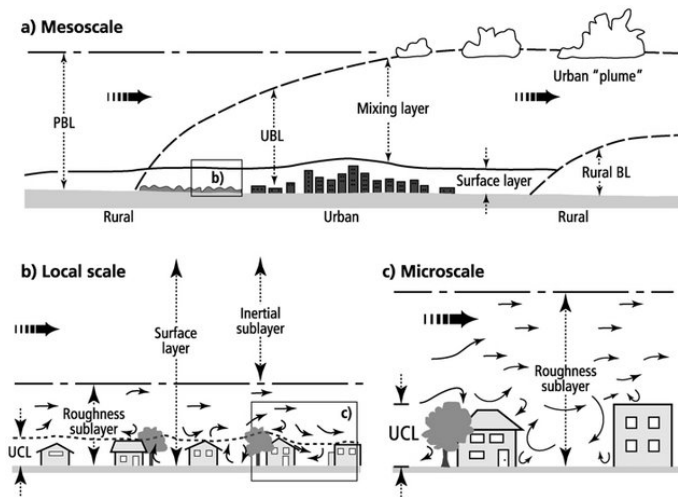 a) Mesoscale
Urban "plume"
PBL
UBL
Mixing layer
b)
Surface layer
Rural BL
Rural
Urban
Rural
b) Local scale
Surface
layer
Inertial
sublayer
Roughness
sublayer
c)
UCL
c) Microscale
Roughness
sublayer
UCL